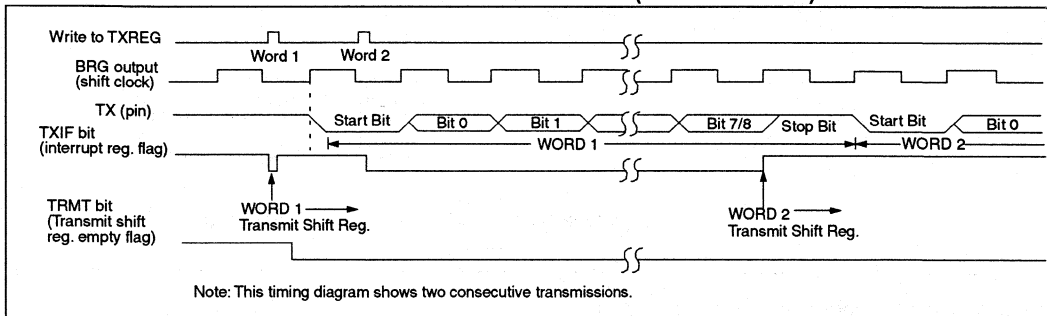 Write to TXREG
Word 1
Word 2
BRG output
(shift clock)
TX (pin)
Start Bit
Bit 0
Bit 1
Bit 7/8
Stop Bit
Start Bit
Bit 0
TXIF bit
(interrupt reg. flag)
WORD 1
WORD 2
TRMT bit
(Transmit shift
reg. empty flag)
WORD 1
Transmit Shift Reg.
WORD 2
Transmit Shift Reg.
Note: This timing diagram shows two consecutive transmissions.